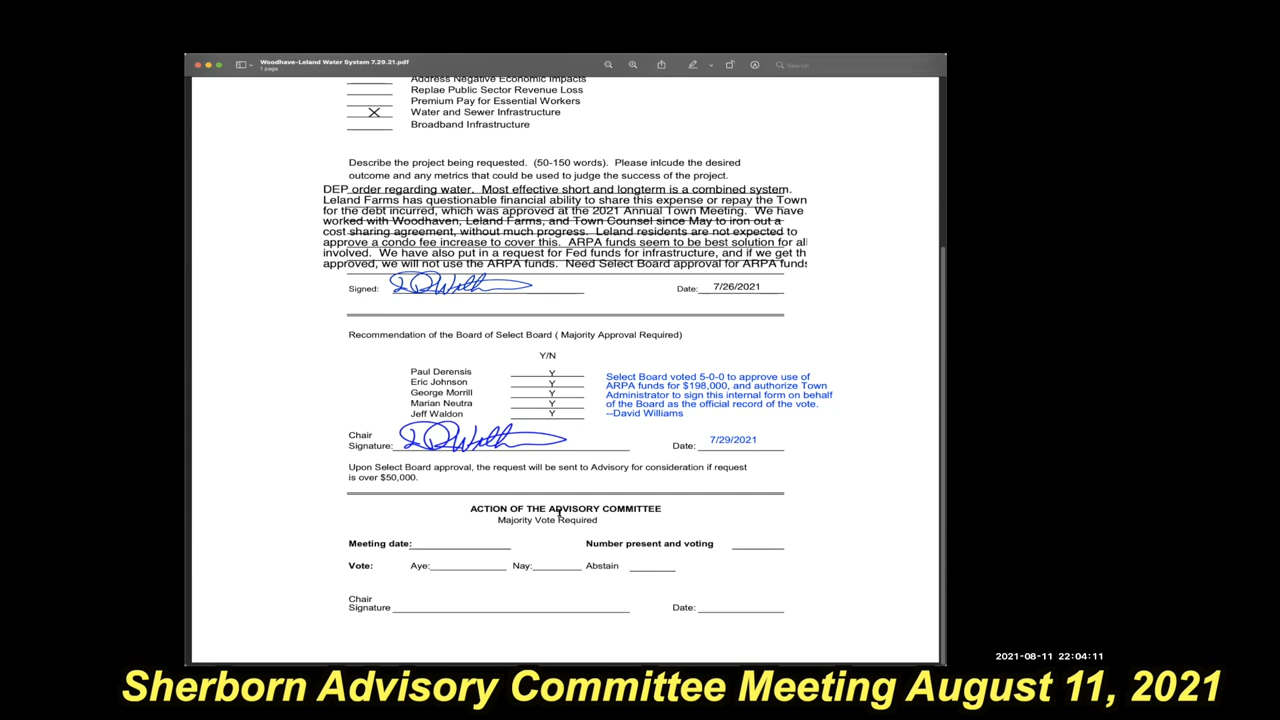 Woodhave-Leland Water System 7.29.21.pdf
1 page
Search
Address Negative Economic Impacts
Replae Public Sector Revenue Loss
Premium Pay for Essential Workers
X Water and Sewer Infrastructure
Broadband Infrastructure
Describe the project being requested. (50-150 words). Please inlcude the desired
outcome and any metrics that could be used to judge the success of the project.
DEP order regarding water. Most effective short and longterm is a combined system.
Leland Farms has questionable financial ability to share this expense or repay the Town
for the debt incurred, which was approved at the 2021 Annual Town Meeting. We have
worked with Woodhaven, Leland Farms, and Town Counsel since May to iron out a
cost sharing agreement, without much progress. Leland residents are not expected to
approve a condo fee increase to cover this. ARPA funds seem to be best solution for all
involved. We have also put in a request for Fed funds for infrastructure, and if we get th
approved, we will not use the ARPA funds. Need Select Board approval for ARPA funds
Signed: Date: 7/26/2021
Recommendation of the Board of Select Board ( Majority Approval Required)
Y/N
Paul Derensis Y
Eric Johnson Y
George Morrill Y
Marian Neutra Y
Jeff Waldon Y
Select Board voted 5-0-0 to approve use of
ARPA funds for $198,000, and authorize Town
Administrator to sign this internal form on behalf
of the Board as the official record of the vote.
--David Williams
Chair
Signature: Date: 7/29/2021
Upon Select Board approval, the request will be sent to Advisory for consideration if request
is over $50,000.
ACTION OF THE ADVISORY COMMITTEE
Majority Vote Required
Meeting date: Number present and voting
Vote: Aye: Nay: Abstain
Chair
Signature Date:
2021-08-11 22:04:11
Sherborn Advisory Committee Meeting August 11, 2021